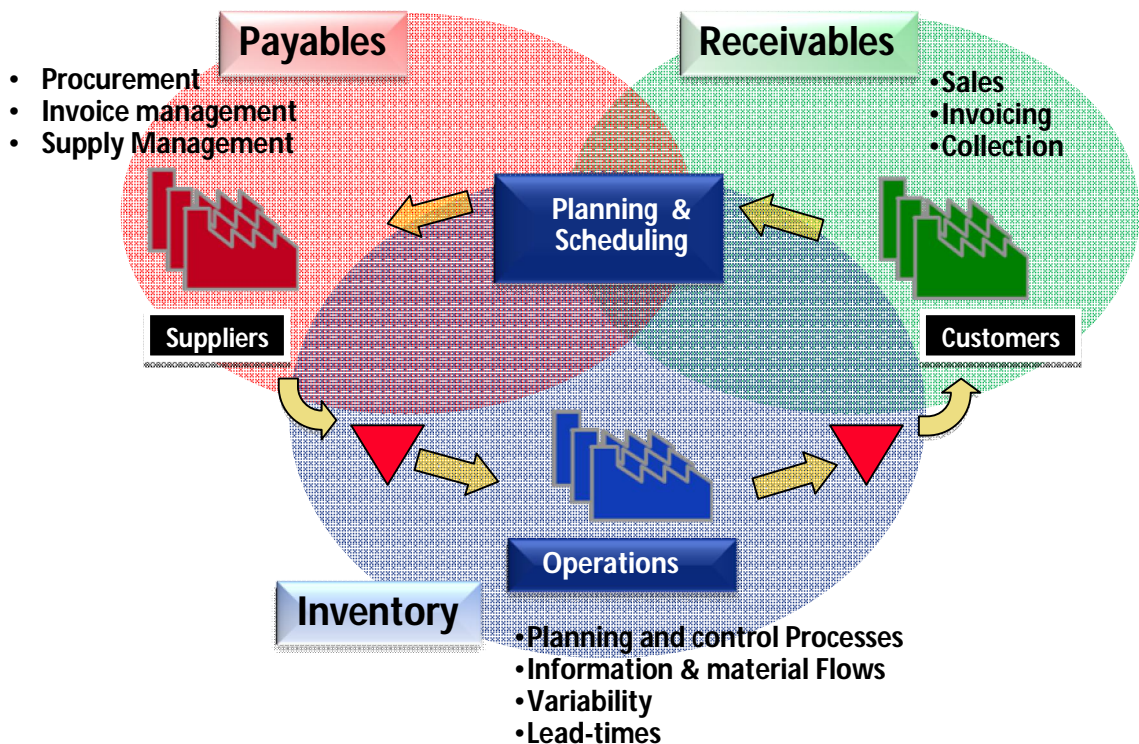 Payables
• Procurement
• Invoice management
• Supply Management
Receivables
•Sales
•Invoicing
•Collection
Planning &
Scheduling
Suppliers
Customers
Operations
Inventory
•Planning and control Processes
•Information & material Flows
•Variability
•Lead-times